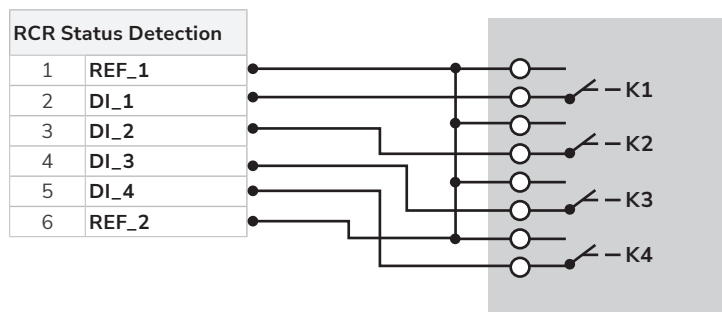 RCR Status Detection
1 REF_1
2 DI_1
3 DI_2
4 DI_3
5 DI_4
6 REF_2
K1
K2
K3
K4